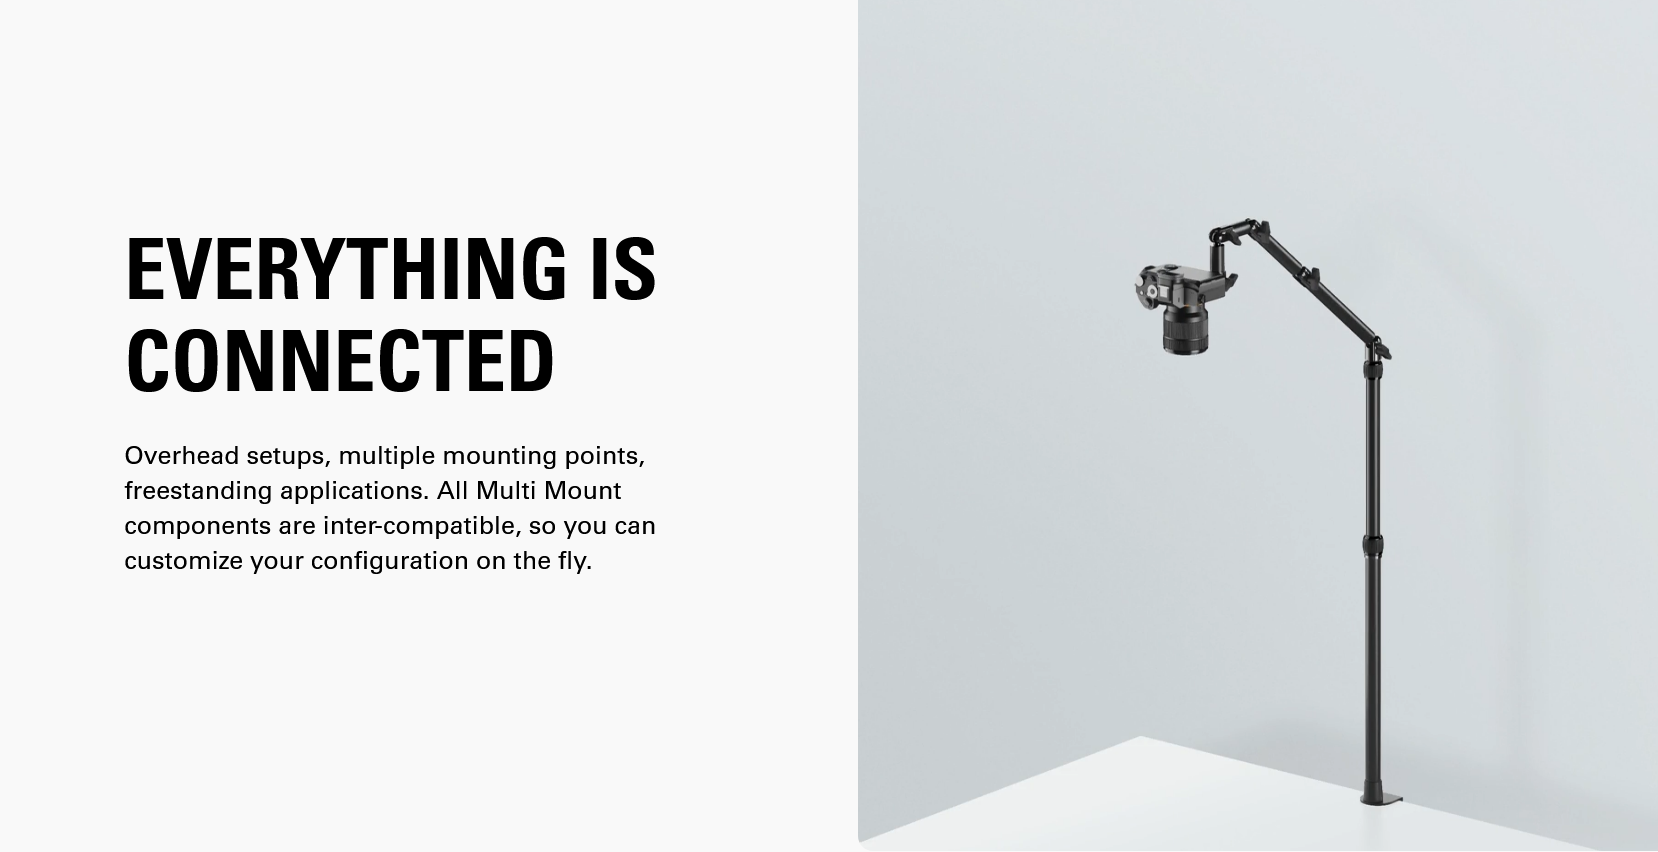 EVERYTHING IS
CONNECTED
Overhead setups, multiple mounting points,
freestanding applications. All Multi Mount
components are inter-compatible, so you can
customize your configuration on the fly.